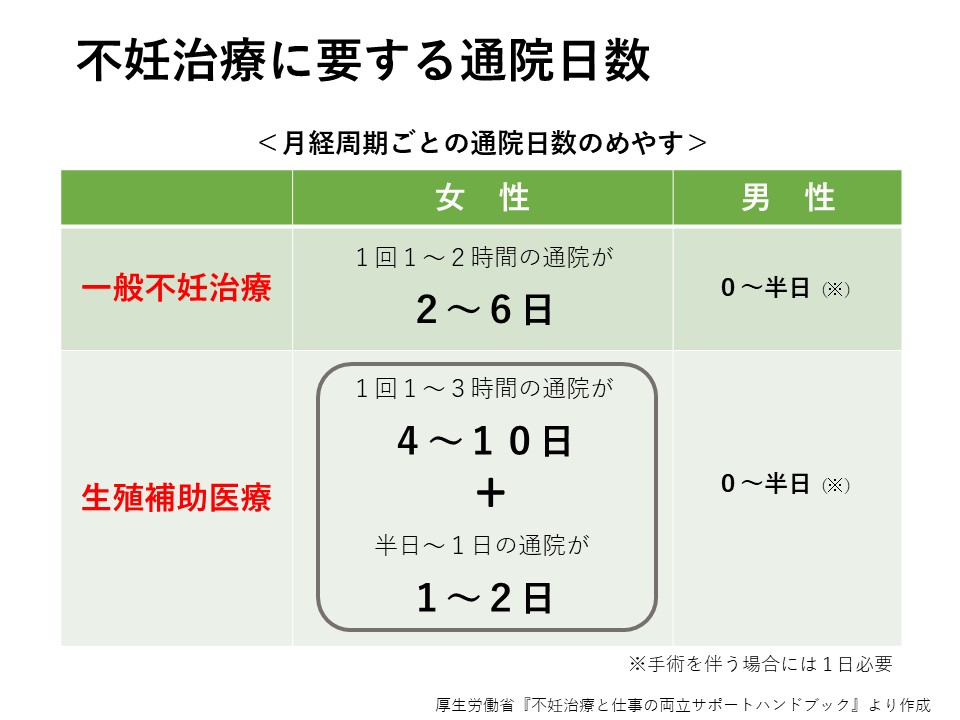 不妊治療に要する通院日数
＜月経周期ごとの通院日数のめやす＞
女　性
男　性
一般不妊治療
１回１～２時間の通院が
２～６日
０～半日（※）
生殖補助医療
１回１～３時間の通院が
４～１０日
＋
半日～１日の通院が
１～２日
０～半日（※）
※手術を伴う場合には１日必要
厚生労働省『不妊治療と仕事の両立サポートハンドブック』より作成